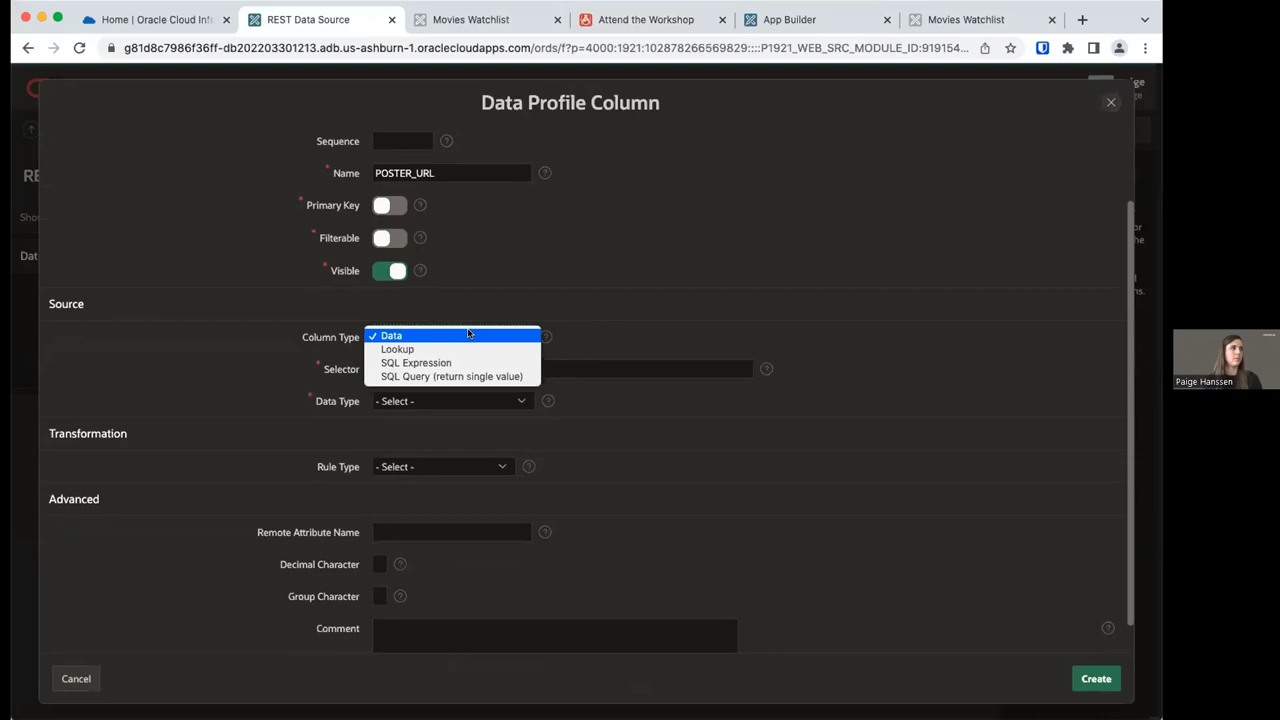 Home | Oracle Cloud Inf
REST Data Source
Movies Watchlist
Attend the Workshop
App Builder
Movies Watchlist
g81d8c7986f36ff-db202203301213.adb.us-ashburn-1.oraclecloudapps.com/ords/f?p=4000:1921:102878266569829::::P1921_WEB_SRC_MODULE_ID:919154...
Data Profile Column
Sequence
* Name POSTER_URL
* Primary Key
* Filterable
* Visible
Source
Column Type
✓ Data
Lookup
SQL Expression
SQL Query (return single value)
* Selector
* Data Type - Select -
Transformation
Rule Type - Select -
Advanced
Remote Attribute Name
Decimal Character
Group Character
Comment
Cancel
Create
Paige Hanssen